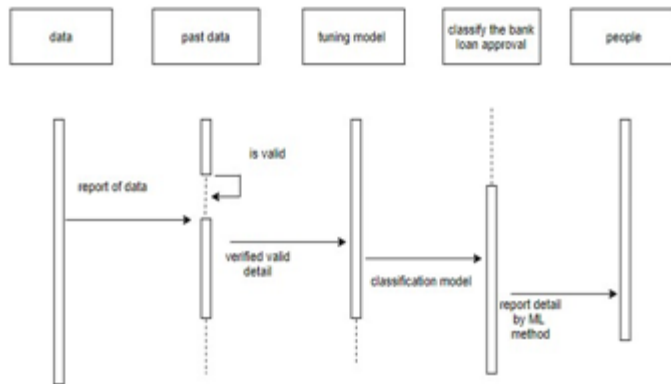 data
past data
tuning model
classify the bank
loan approval
people
is valid
report of data
verified valid
detail
classification model
report detail
by ML
method